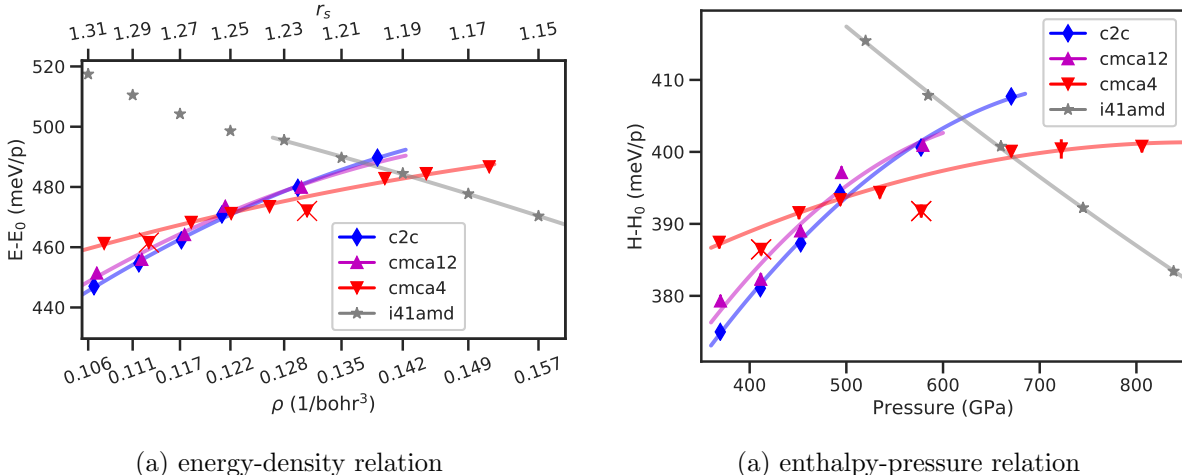 r_s
1.31 1.29 1.27 1.25 1.23 1.21 1.19 1.17 1.15
520
500
480
460
440
E-E_0 (meV/p)
c2c
cmca12
cmca4
i41amd
0.106 0.111 0.117 0.122 0.128 0.135 0.142 0.149 0.157
ρ (1/bohr^3)
(a) energy-density relation
410
400
390
380
H-H_0 (meV/p)
c2c
cmca12
cmca4
i41amd
400 500 600 700 800
Pressure (GPa)
(a) enthalpy-pressure relation